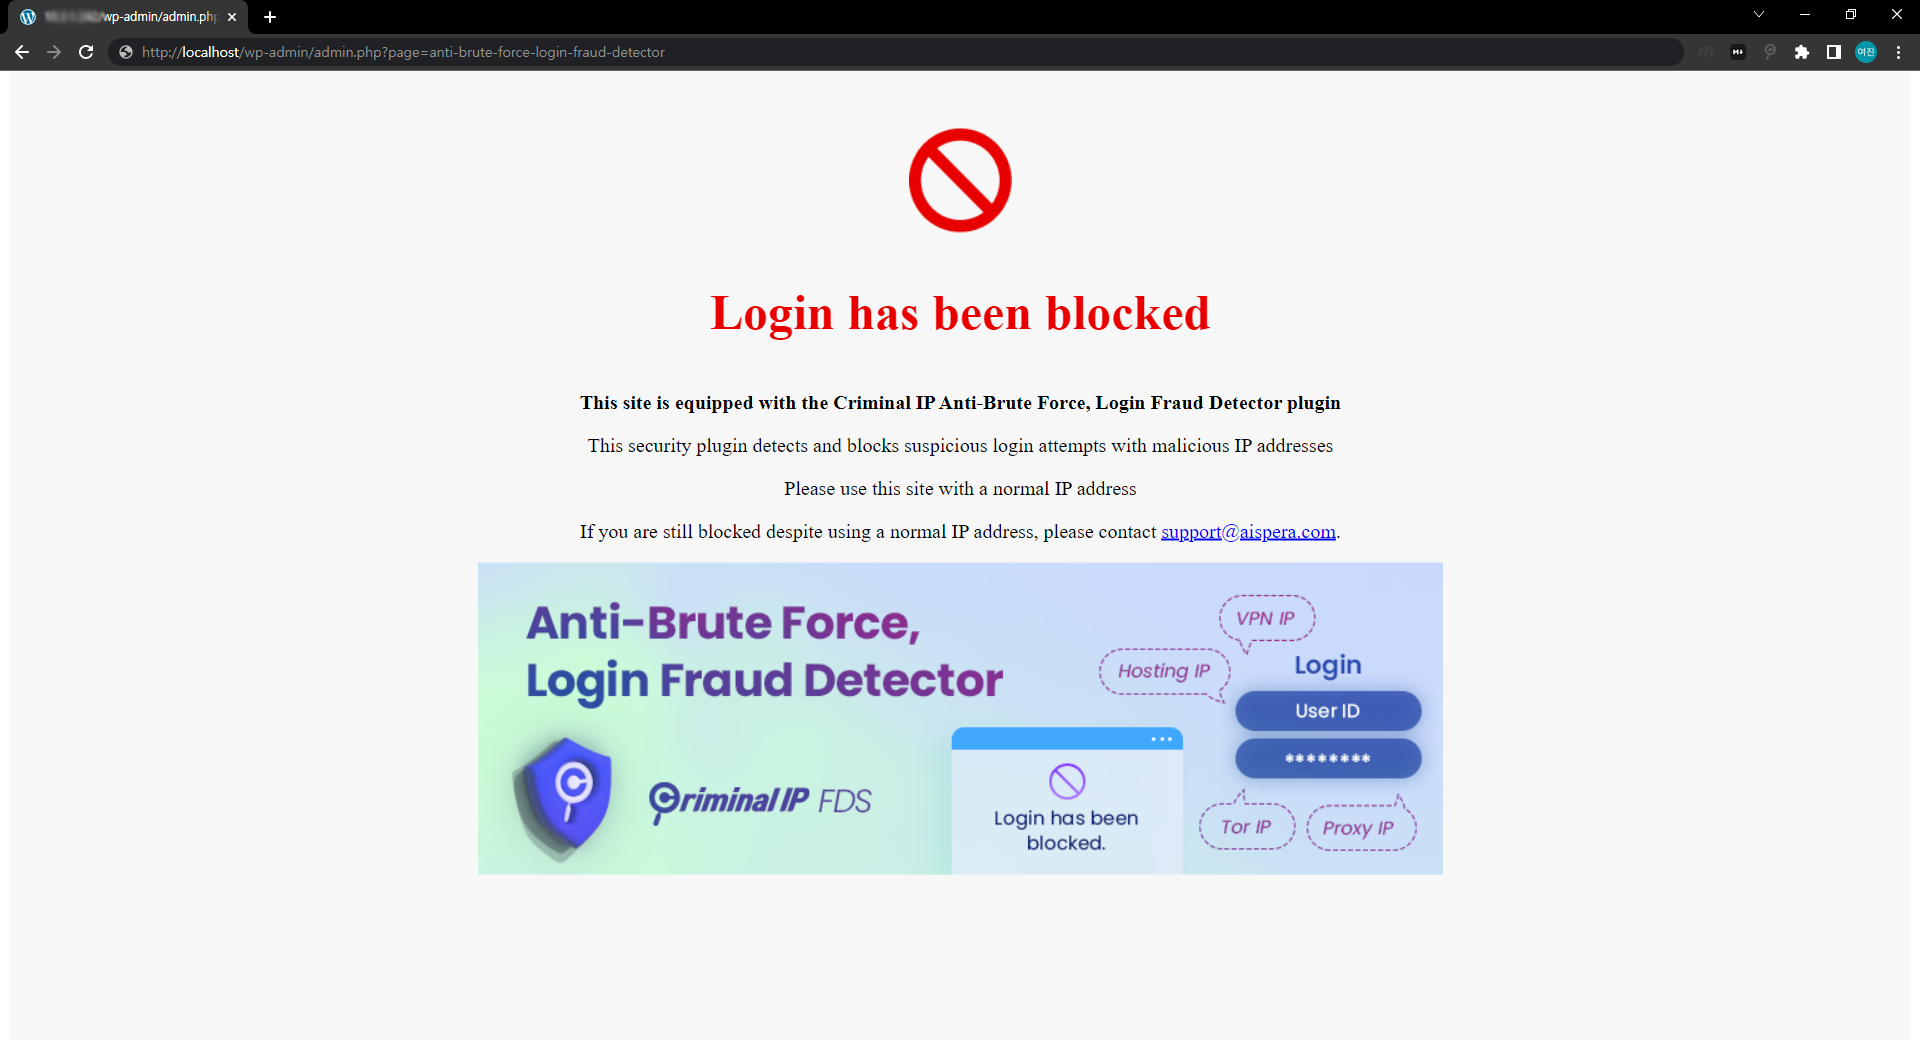 wp-admin/admin.php
http://localhost/wp-admin/admin.php?page=anti-brute-force-login-fraud-detector
여진
Login has been blocked
This site is equipped with the Criminal IP Anti-Brute Force, Login Fraud Detector plugin
This security plugin detects and blocks suspicious login attempts with malicious IP addresses
Please use this site with a normal IP address
If you are still blocked despite using a normal IP address, please contact support@aispera.com.
Anti-Brute Force,
Login Fraud Detector
Criminal IP FDS
Login has been
blocked.
VPN IP
Hosting IP
Login
User ID
********
Tor IP
Proxy IP